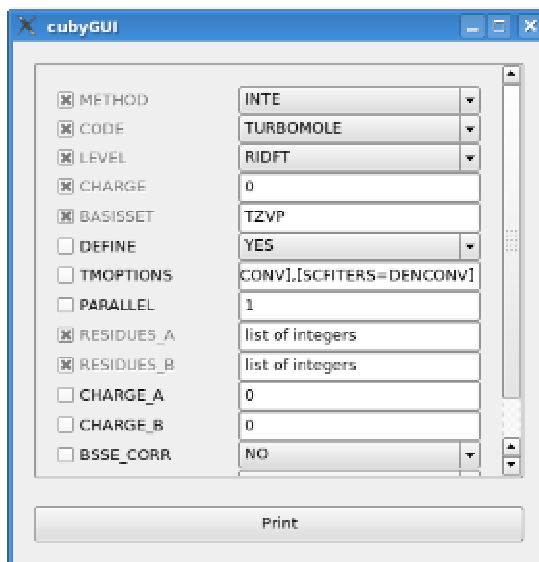 cubyGUI
METHOD INTE
CODE TURBOMOLE
LEVEL RIDFT
CHARGE 0
BASISSET TZVP
DEFINE YES
TMOPTIONS CONV],[SCFITERS=DENCONV]
PARALLEL 1
RESIDUES_A list of integers
RESIDUES_B list of integers
CHARGE_A 0
CHARGE_B 0
BSSE_CORR NO
Print